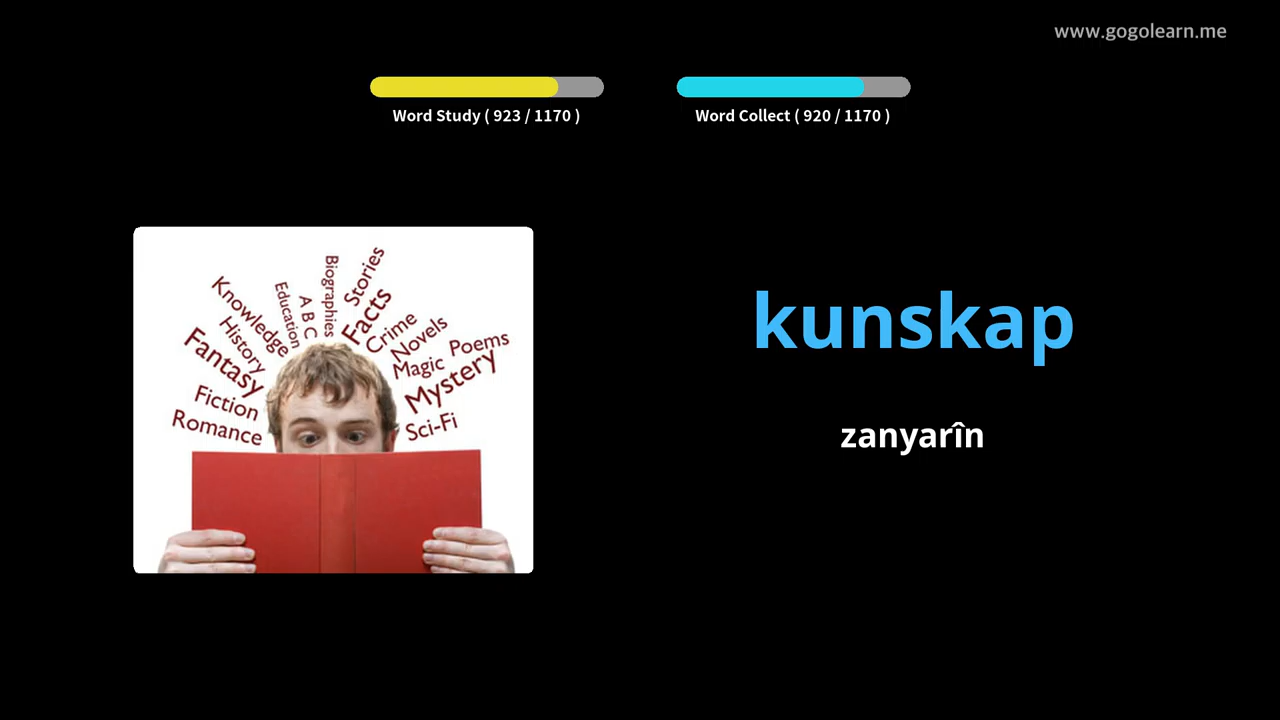 www.gogolearn.me
Word Study ( 923 / 1170 )
Word Collect ( 920 / 1170 )
Knowledge
Education
A B C
Biographies
Stories
Facts
Crime
Novels
Poems
Magic
Mystery
Sci-Fi
History
Fantasy
Fiction
Romance
kunskap
zanyarîn